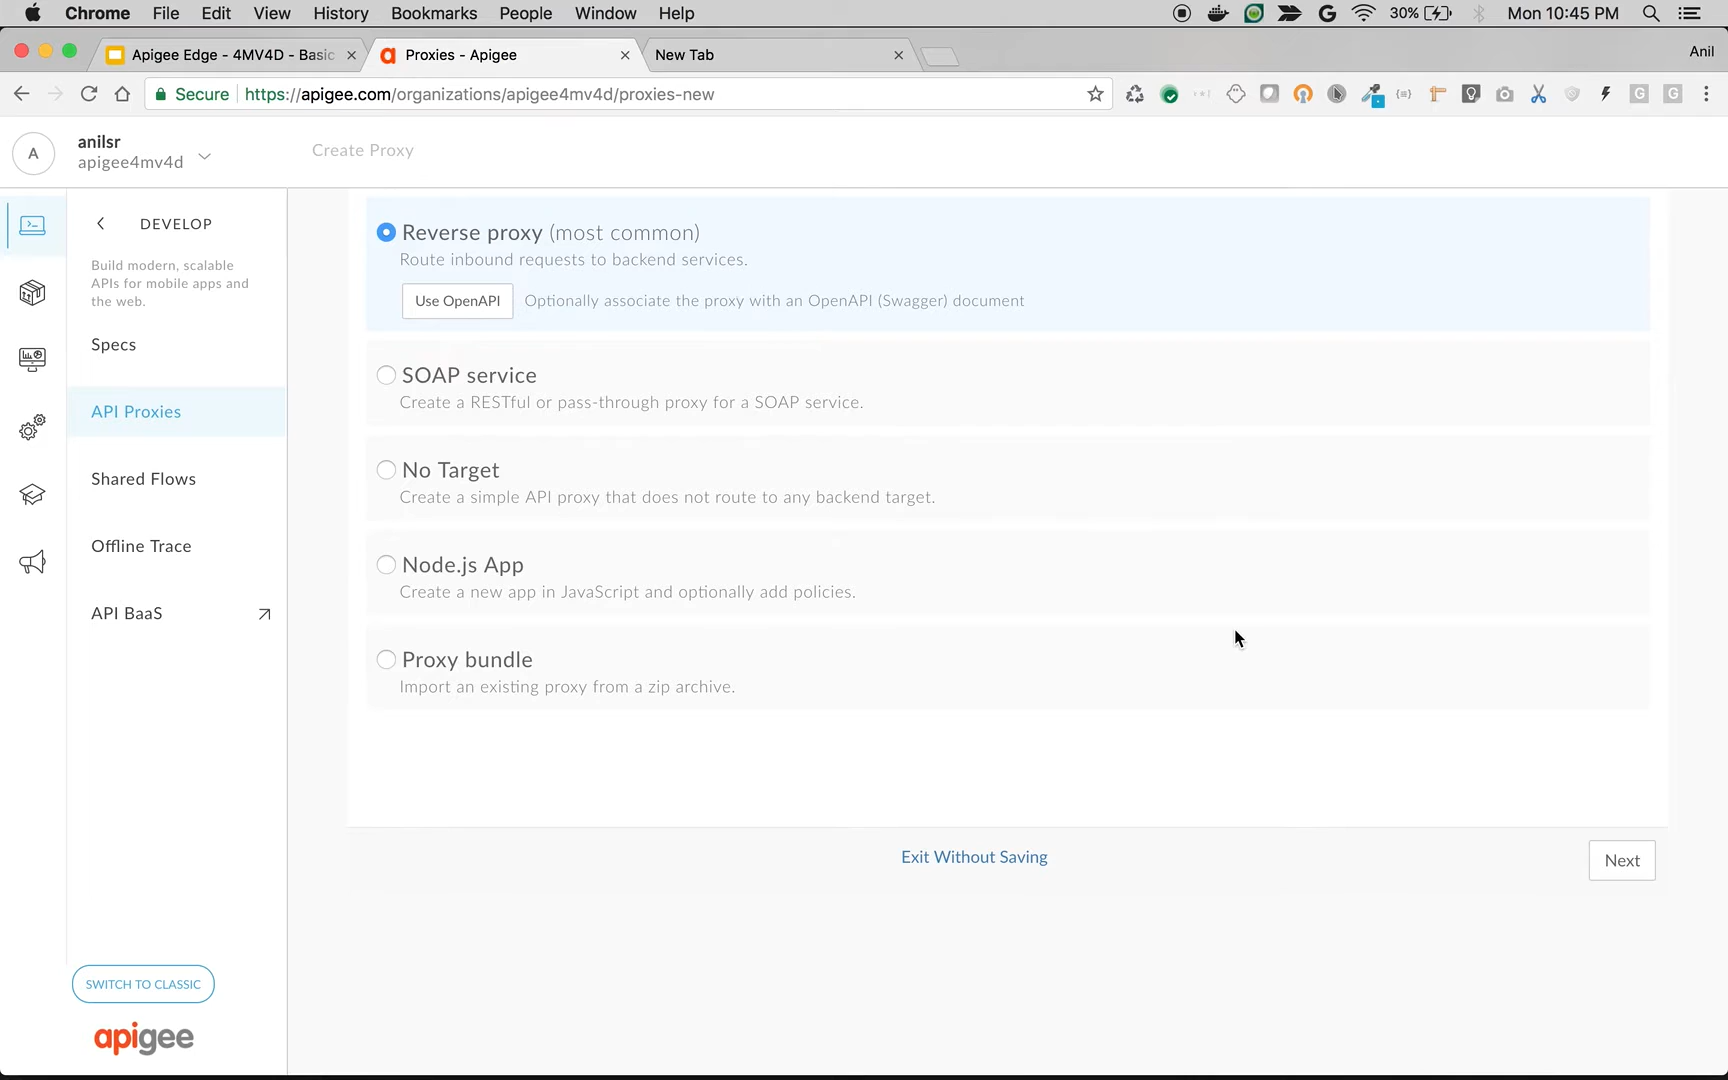 Chrome File Edit View History Bookmarks People Window Help 30% Mon 10:45 PM
Apigee Edge - 4MV4D - Basic Proxies - Apigee New Tab Anil
Secure https://apigee.com/organizations/apigee4mv4d/proxies-new
A
anilsr
apigee4mv4d
Create Proxy
DEVELOP
Build modern, scalable
APIs for mobile apps and
the web.
Specs
API Proxies
Shared Flows
Offline Trace
API BaaS
SWITCH TO CLASSIC
apigee
Reverse proxy (most common)
Route inbound requests to backend services.
Use OpenAPI Optionally associate the proxy with an OpenAPI (Swagger) document
SOAP service
Create a RESTful or pass-through proxy for a SOAP service.
No Target
Create a simple API proxy that does not route to any backend target.
Node.js App
Create a new app in JavaScript and optionally add policies.
Proxy bundle
Import an existing proxy from a zip archive.
Exit Without Saving
Next